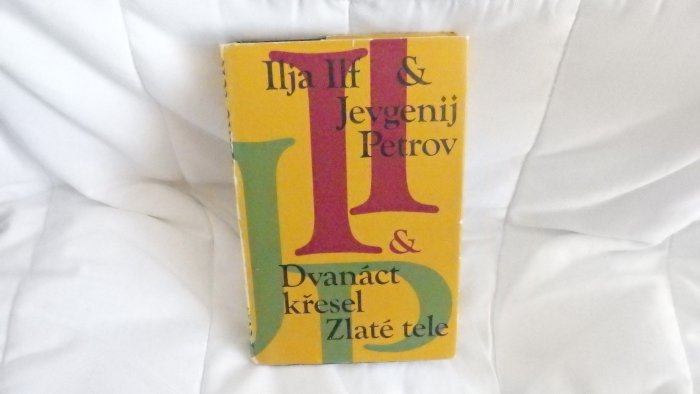 Ilja Ilf &
Jevgenij
Petrov
&
Dvanáct
křesel
Zlaté tele